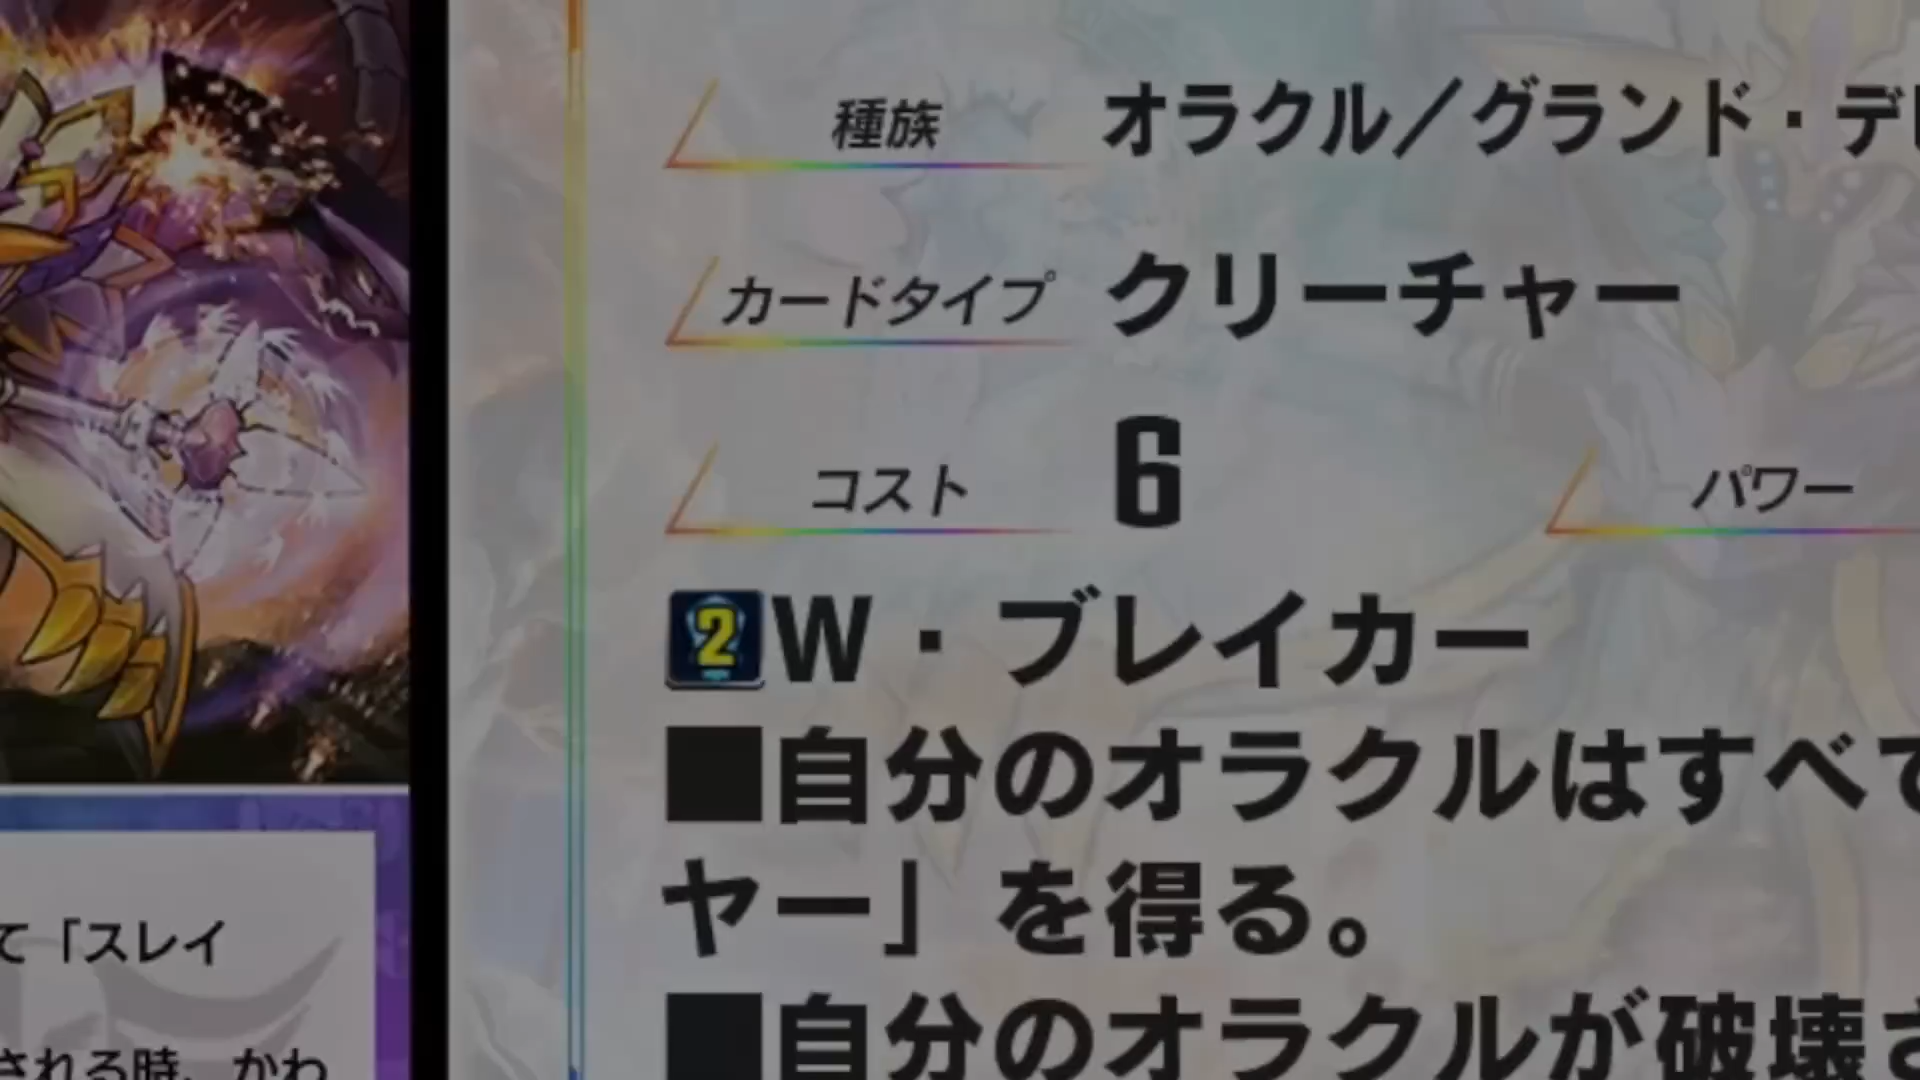 種族 オラクル／グランド・デ
カードタイプ クリーチャー
コスト 6 パワー
2 W・ブレイカー
■自分のオラクルはすべて
ヤー」を得る。
■自分のオラクルが破壊さ
て「スレイ
される時、かわ